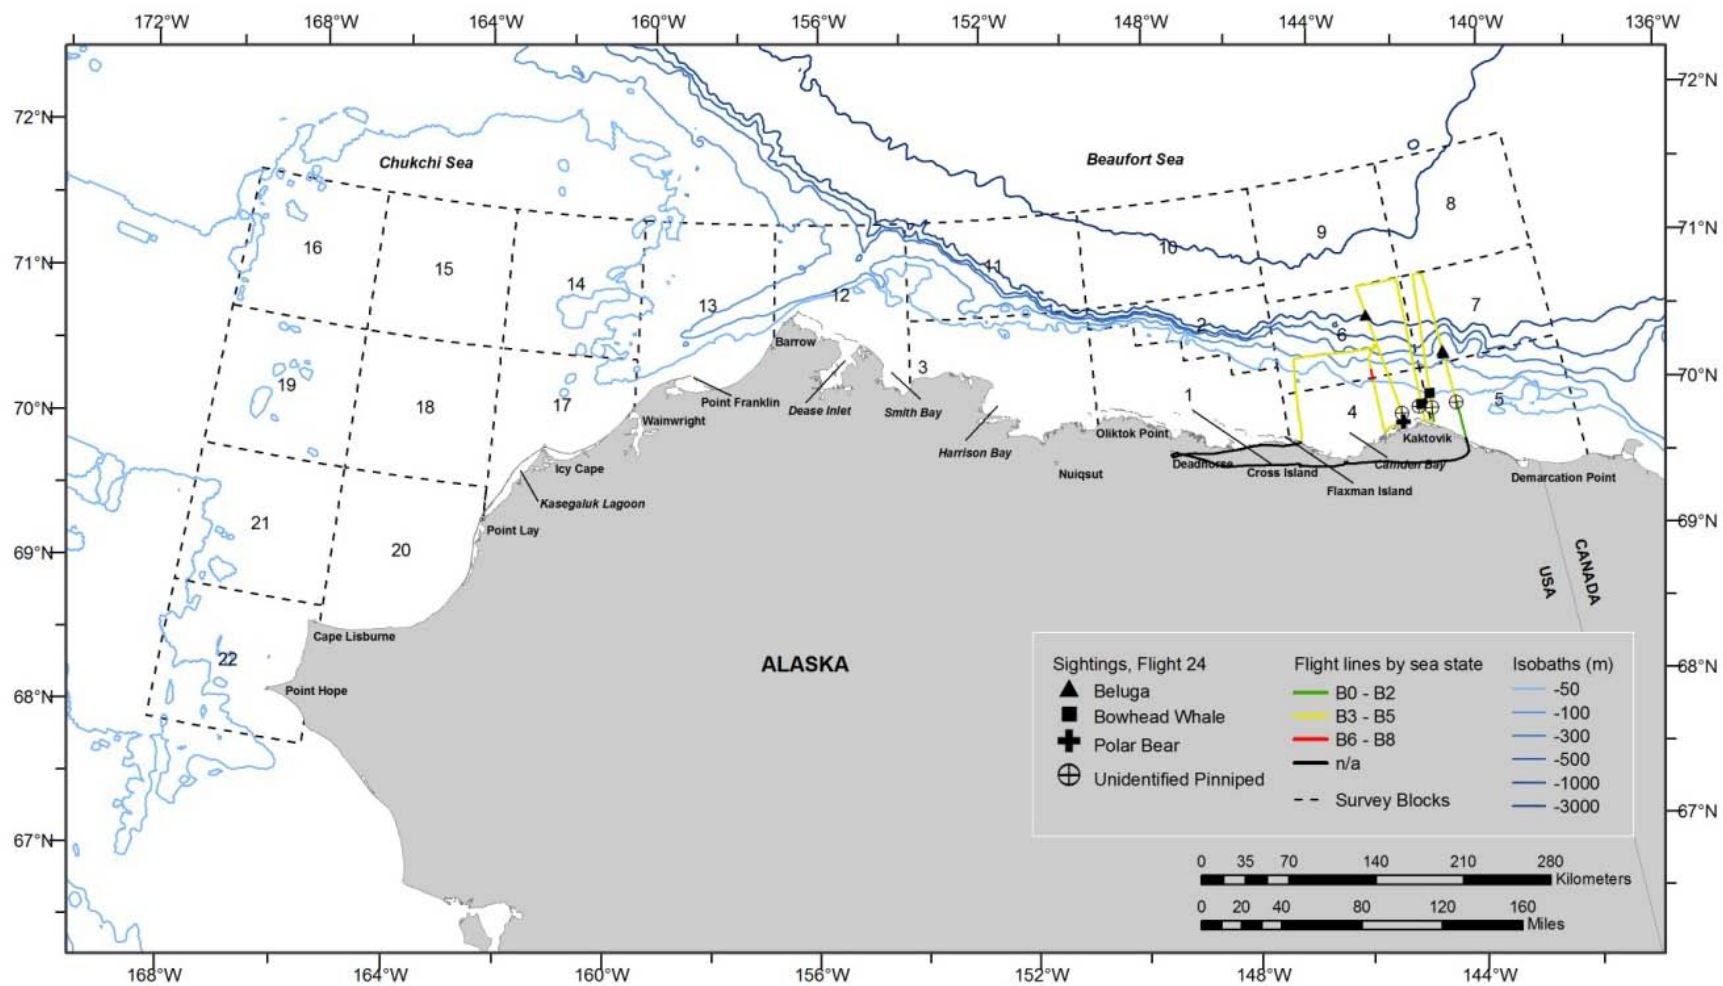 172°W 168°W 164°W 160°W 156°W 152°W 148°W 144°W 140°W 136°W
72°N
72°N
Chukchi Sea
Beaufort Sea
8
71°N
9
16
10
15
11
71°N
14
13
12
7
2
6
70°N
19
3
1
5
18
17
4
70°N
Barrow
Point Franklin
Dease Inlet
Smith Bay
Wainwright
Harrison Bay
Oliktok Point
Kaktovik
Icy Cape
Nuiqsut
Deadhorse
Cross Island
Camden Bay
Flaxman Island
Demarcation Point
Kasegaluk Lagoon
21
Point Lay
69°N
69°N
20
USA
CANADA
Cape Lisburne
22
Point Hope
ALASKA
68°N
68°N
67°N
67°N
Sightings, Flight 24
Beluga
Bowhead Whale
Polar Bear
Unidentified Pinniped
Flight lines by sea state
B0 - B2
B3 - B5
B6 - B8
n/a
Survey Blocks
Isobaths (m)
-50
-100
-300
-500
-1000
-3000
0 35 70 140 210 280
Kilometers
0 20 40 80 120 160
Miles
168°W 164°W 160°W 156°W 152°W 148°W 144°W